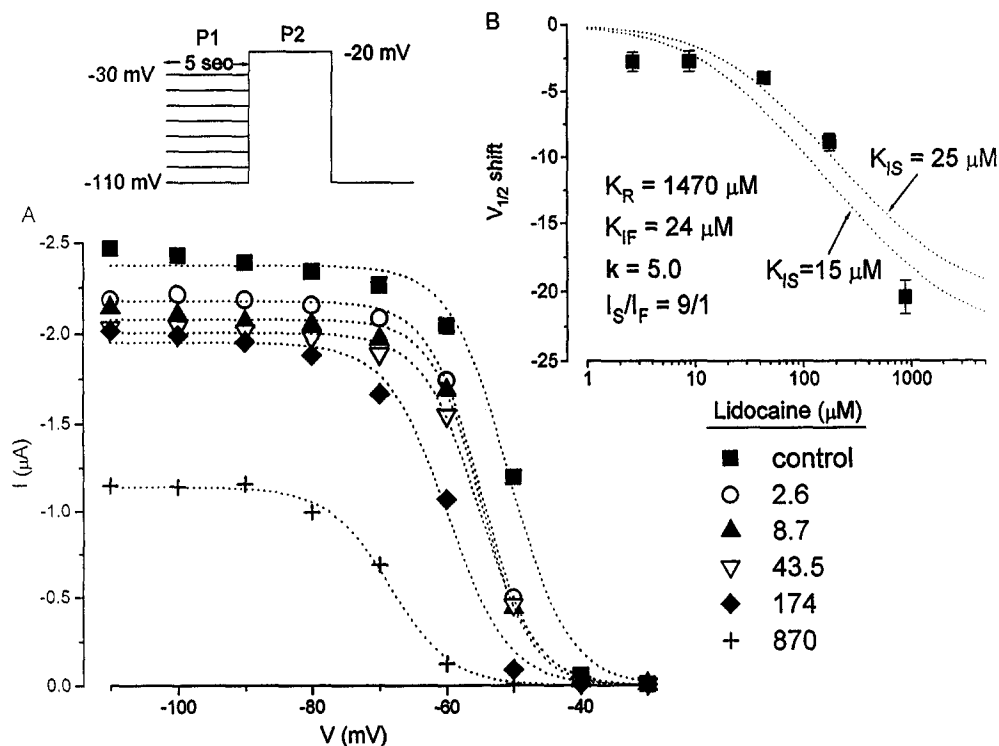 P1 P2
5 sec
-30 mV
-20 mV
-110 mV
A
-2.5
-2.0
-1.5
-1.0
-0.5
0.0
I (μA)
-100 -80 -60 -40
V (mV)
B
0
-5
-10
-15
-20
-25
V1/2 shift
K_R = 1470 μM
K_IF = 24 μM
k = 5.0
I_S/I_F = 9/1
K_IS = 25 μM
K_IS=15 μM
1 10 100 1000
Lidocaine (μM)
control
2.6
8.7
43.5
174
870